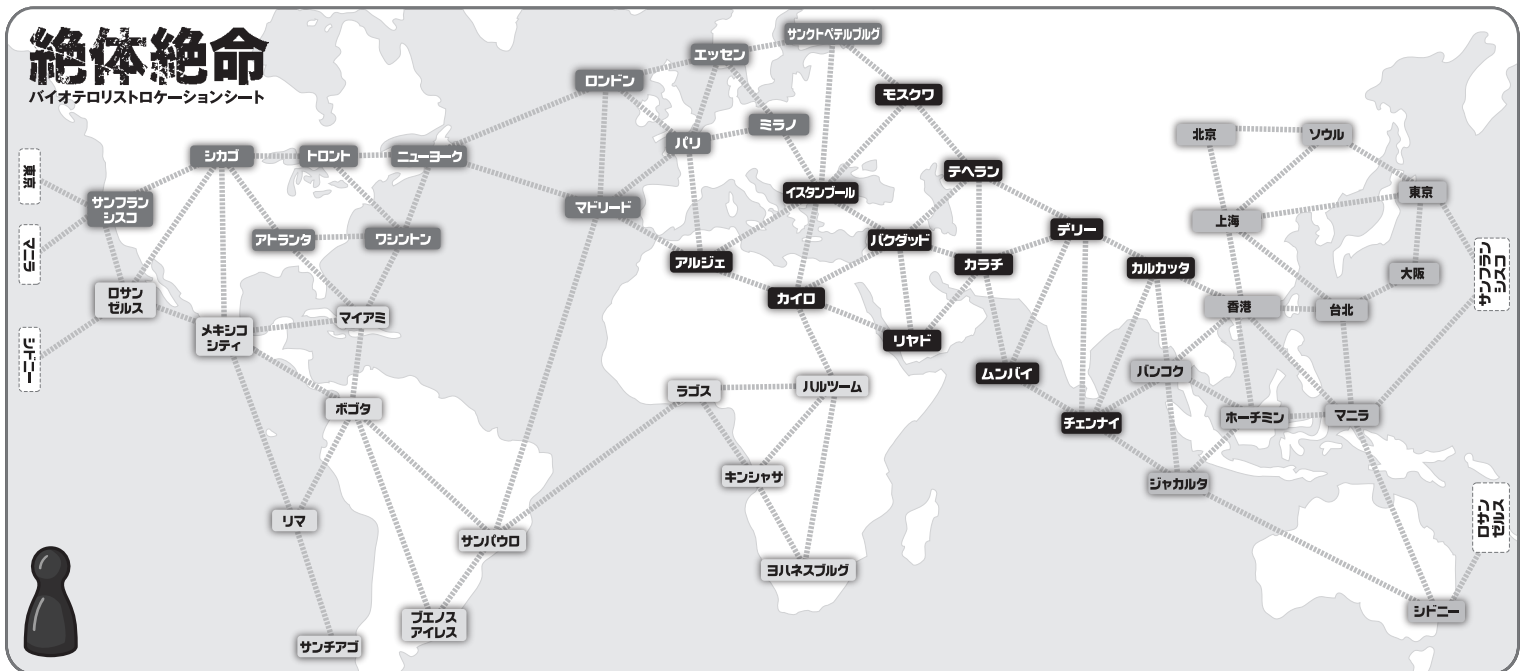 絶体絶命
バイオテロリストロケーションシート
サンクトペテルブルグ
エッセン
ロンドン
モスクワ
ミラノ
パリ
北京
ソウル
シカゴ
トロント
ニューヨーク
東京
テヘラン
イスタンブール
東京
サンフラン
シスコ
マドリード
マニラ
アトランタ
ワシントン
アルジェ
バグダッド
カラチ
デリー
カルカッタ
上海
大阪
サンフラン
シスコ
ロサン
ゼルス
メキシコ
シティ
マイアミ
カイロ
リヤド
香港
台北
シドニー
ムンバイ
バンコク
ラゴス
ハルツーム
ボゴタ
チェンナイ
ホーチミン
マニラ
キンシャサ
ジャカルタ
リマ
サンパウロ
ヨハネスブルグ
ロサン
ゼルス
ブエノス
アイレス
サンチアゴ
シドニー